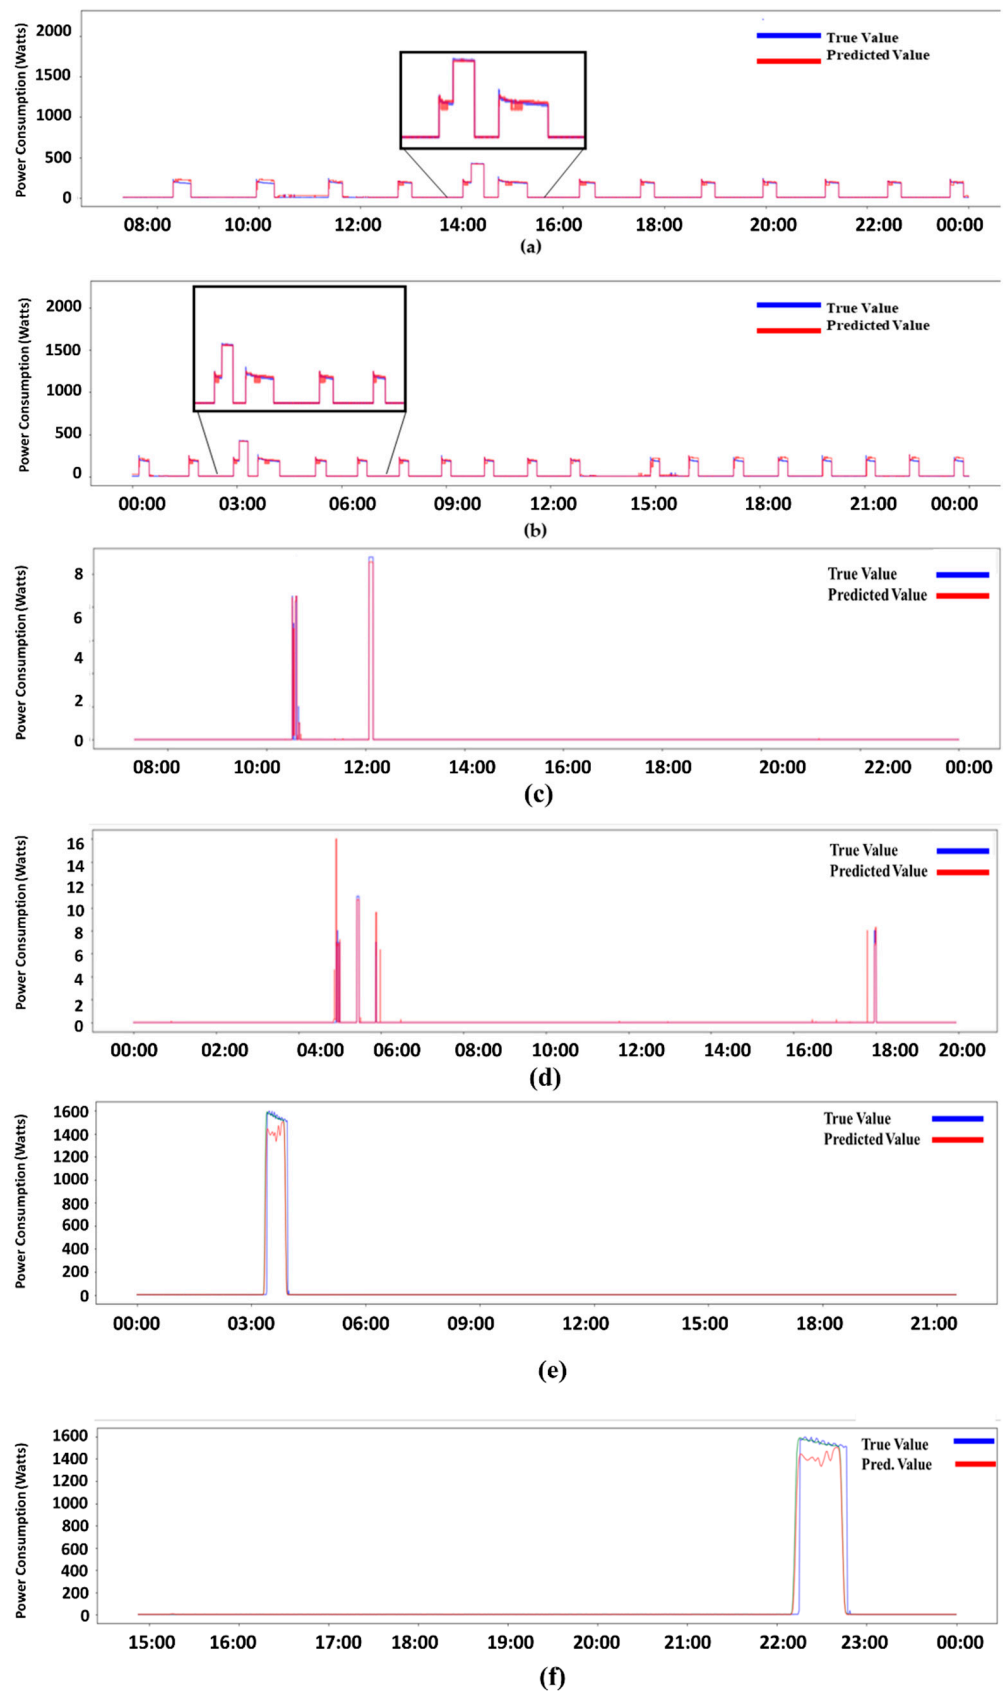 Power Consumption (Watts)
2000
1500
1000
500
0
True Value
Predicted Value
08:00 10:00 12:00 14:00 16:00 18:00 20:00 22:00 00:00
(a)
Power Consumption (Watts)
2000
1500
1000
500
0
True Value
Predicted Value
00:00 03:00 06:00 09:00 12:00 15:00 18:00 21:00 00:00
(b)
Power Consumption (Watts)
8
6
4
2
0
True Value
Predicted Value
08:00 10:00 12:00 14:00 16:00 18:00 20:00 22:00 00:00
(c)
Power Consumption (Watts)
16
14
12
10
8
6
4
2
0
True Value
Predicted Value
00:00 02:00 04:00 06:00 08:00 10:00 12:00 14:00 16:00 18:00 20:00
(d)
Power Consumption (Watts)
1600
1400
1200
1000
800
600
400
200
0
True Value
Predicted Value
00:00 03:00 06:00 09:00 12:00 15:00 18:00 21:00
(e)
Power Consumption (Watts)
1600
1400
1200
1000
800
600
400
200
0
True Value
Pred. Value
15:00 16:00 17:00 18:00 19:00 20:00 21:00 22:00 23:00 00:00
(f)